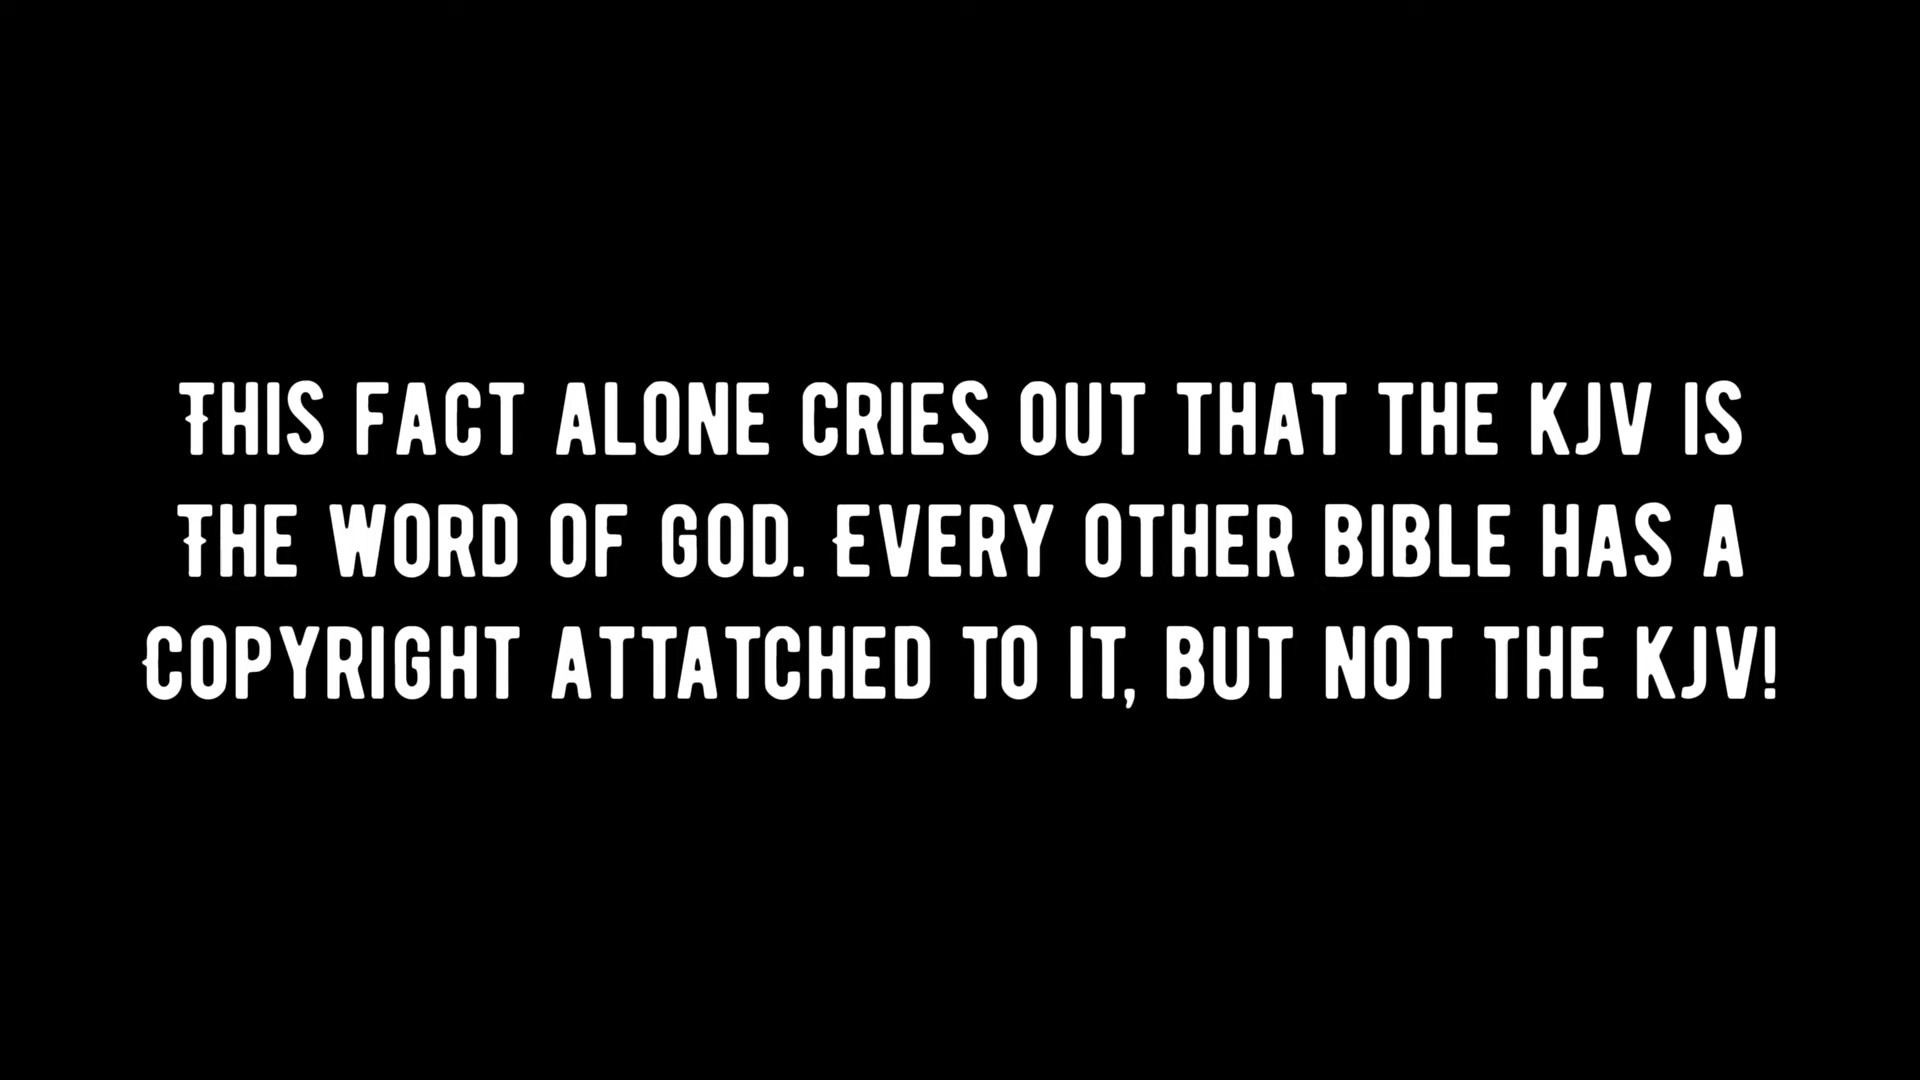 This fact alone cries out that the KJV is
the Word of God. Every other Bible has a
copyright attatched to it, but not the KJV!